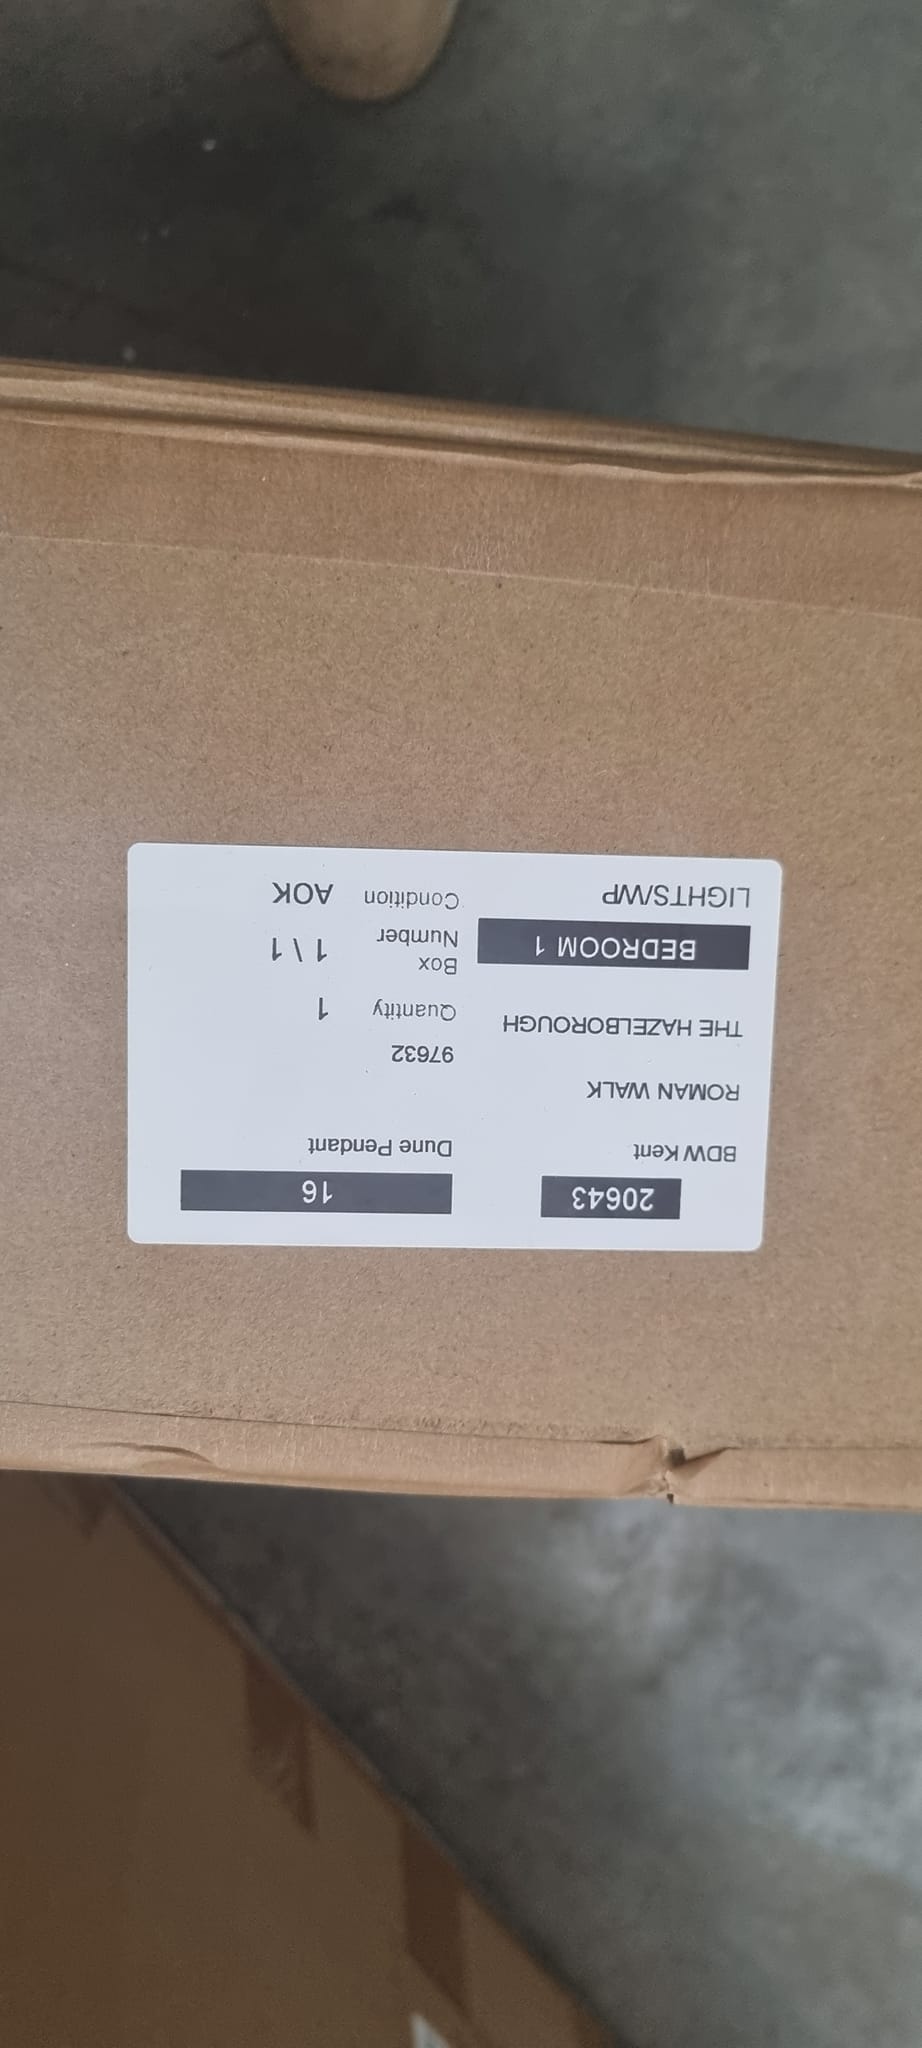 20643
16
BDW Kent
Dune Pendant
ROMAN WALK
97632
THE HAZELBOROUGH
Quantity 1
BEDROOM 1
Box
Number 1 \ 1
LIGHTS/WP
Condition AOK